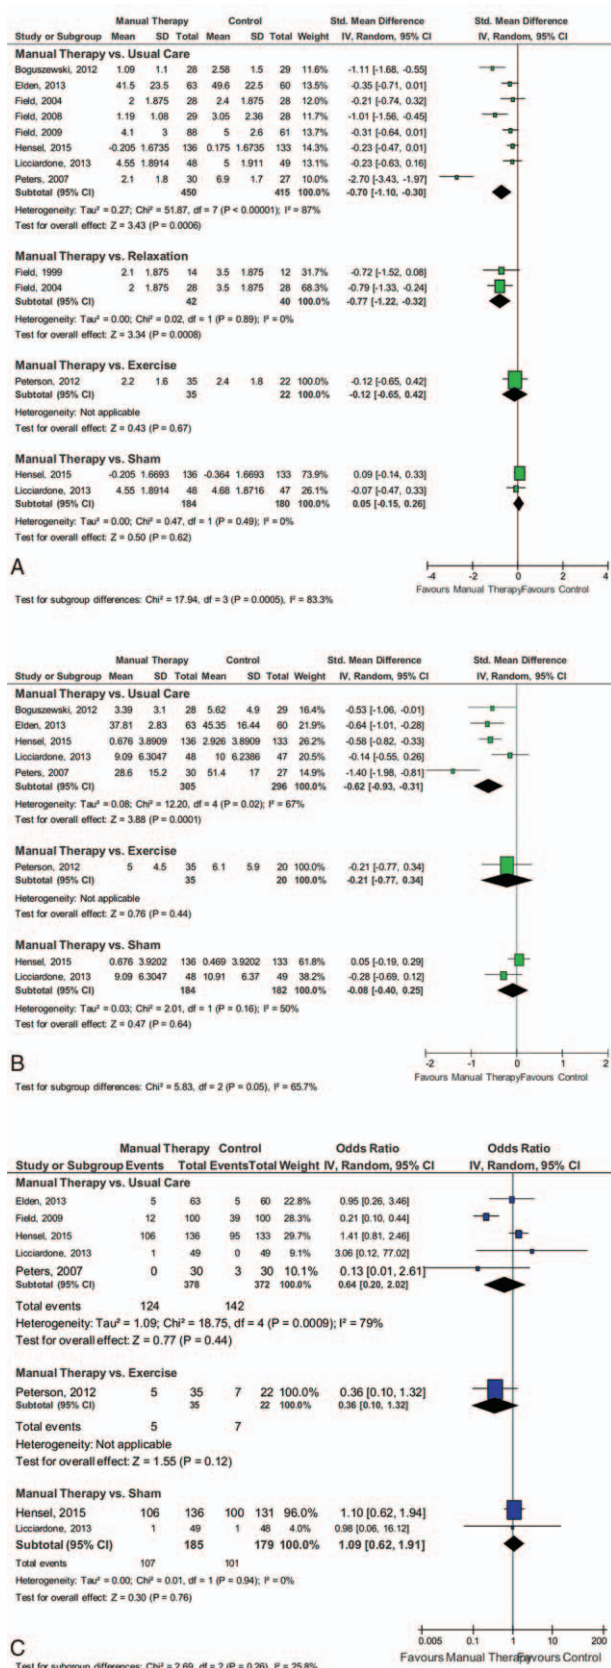 Manual Therapy Control Std. Mean Difference Std. Mean Difference
Study or Subgroup Mean SD Total Mean SD Total Weight IV, Random, 95% CI IV, Random, 95% CI
Manual Therapy vs. Usual Care
Boguszewski, 2012 1.09 1.1 28 2.58 1.5 29 11.6% -1.11 [-1.68, -0.55]
Elden, 2013 41.5 23.5 63 49.6 22.5 60 13.2% -0.35 [-0.71, 0.01]
Field, 2004 2 1.875 28 2.4 1.875 28 12.0% -0.21 [-0.74, 0.32]
Field, 2008 1.19 1.08 29 3.05 2.36 28 11.7% -1.01 [-1.56, -0.45]
Field, 2009 4.1 3 88 5 2.6 61 13.4% -0.31 [-0.64, 0.01]
Hensel, 2015 -0.205 1.6735 136 0.175 1.6735 133 14.0% -0.23 [-0.47, 0.01]
Licciardone, 2013 4.55 1.8914 48 5 1.911 49 13.0% -0.23 [-0.63, 0.16]
Peters, 2007 2.1 1.8 30 6.9 1.7 27 11.2% -2.70 [-3.43, -1.97]
Subtotal (95% CI) 450 415 100.0% -0.70 [-1.10, -0.30]
Heterogeneity: Tau² = 0.27; Chi² = 51.87, df = 7 (P < 0.00001); I² = 87%
Test for overall effect: Z = 3.43 (P = 0.0006)
Manual Therapy vs. Relaxation
Field, 1999 2.1 1.875 14 3.5 1.875 12 31.7% -0.72 [-1.52, 0.08]
Field, 2004 2 1.875 28 3.5 1.875 28 68.3% -0.79 [-1.33, -0.24]
Subtotal (95% CI) 42 40 100.0% -0.77 [-1.22, -0.32]
Heterogeneity: Tau² = 0.00; Chi² = 0.02, df = 1 (P = 0.89); I² = 0%
Test for overall effect: Z = 3.34 (P = 0.0008)
Manual Therapy vs. Exercise
Peterson, 2012 2.2 1.6 35 2.4 1.8 22 100.0% -0.12 [-0.65, 0.42]
Subtotal (95% CI) 35 22 100.0% -0.12 [-0.65, 0.42]
Heterogeneity: Not applicable
Test for overall effect: Z = 0.43 (P = 0.67)
Manual Therapy vs. Sham
Hensel, 2015 -0.205 1.6693 136 -0.364 1.6693 133 73.9% 0.09 [-0.14, 0.33]
Licciardone, 2013 4.55 1.8914 48 4.68 1.8716 47 26.1% -0.07 [-0.47, 0.33]
Subtotal (95% CI) 184 180 100.0% 0.05 [-0.15, 0.26]
Heterogeneity: Tau² = 0.00; Chi² = 0.47, df = 1 (P = 0.49); I² = 0%
Test for overall effect: Z = 0.50 (P = 0.62)
A
-4 -2 0 2 4
Favours Manual Therapy Favours Control
Test for subgroup differences: Chi² = 17.94, df = 3 (P = 0.0005), I² = 83.3%
Manual Therapy Control Std. Mean Difference Std. Mean Difference
Study or Subgroup Mean SD Total Mean SD Total Weight IV, Random, 95% CI IV, Random, 95% CI
Manual Therapy vs. Usual Care
Boguszewski, 2012 3.39 3.1 28 5.62 4.9 29 16.4% -0.53 [-1.06, -0.01]
Elden, 2013 37.81 2.83 63 45.35 16.44 60 21.9% -0.64 [-1.01, -0.28]
Hensel, 2015 0.676 3.8909 136 2.926 3.8909 133 26.2% -0.58 [-0.82, -0.33]
Licciardone, 2013 9.09 6.3047 48 10 6.2386 47 20.5% -0.14 [-0.55, 0.26]
Peters, 2007 28.6 15.2 30 51.4 17 27 14.9% -1.40 [-1.98, -0.81]
Subtotal (95% CI) 305 296 100.0% -0.62 [-0.93, -0.31]
Heterogeneity: Tau² = 0.08; Chi² = 12.20, df = 4 (P = 0.02); I² = 67%
Test for overall effect: Z = 3.88 (P = 0.0001)
Manual Therapy vs. Exercise
Peterson, 2012 5 4.5 35 6.1 5.9 20 100.0% -0.21 [-0.77, 0.34]
Subtotal (95% CI) 35 20 100.0% -0.21 [-0.77, 0.34]
Heterogeneity: Not applicable
Test for overall effect: Z = 0.76 (P = 0.44)
Manual Therapy vs. Sham
Hensel, 2015 0.676 3.9202 136 0.469 3.9202 133 61.8% 0.05 [-0.19, 0.29]
Licciardone, 2013 9.09 6.3047 48 10.91 6.37 49 38.2% -0.28 [-0.69, 0.12]
Subtotal (95% CI) 184 182 100.0% -0.08 [-0.40, 0.25]
Heterogeneity: Tau² = 0.03; Chi² = 2.01, df = 1 (P = 0.16); I² = 50%
Test for overall effect: Z = 0.47 (P = 0.64)
B
-2 -1 0 1 2
Favours Manual Therapy Favours Control
Test for subgroup differences: Chi² = 5.83, df = 2 (P = 0.05), I² = 65.7%
Manual Therapy Control Odds Ratio Odds Ratio
Study or Subgroup Events Total Events Total Weight IV, Random, 95% CI IV, Random, 95% CI
Manual Therapy vs. Usual Care
Elden, 2013 5 63 5 60 22.8% 0.95 [0.26, 3.46]
Field, 2009 12 100 39 100 28.3% 0.21 [0.10, 0.44]
Hensel, 2015 106 136 95 133 29.7% 1.41 [0.81, 2.46]
Licciardone, 2013 1 49 0 49 9.1% 3.06 [0.12, 77.02]
Peters, 2007 0 30 3 30 10.1% 0.13 [0.01, 2.61]
Subtotal (95% CI) 378 372 100.0% 0.64 [0.20, 2.02]
Total events 124 142
Heterogeneity: Tau² = 1.09; Chi² = 18.75, df = 4 (P = 0.0009); I² = 79%
Test for overall effect: Z = 0.77 (P = 0.44)
Manual Therapy vs. Exercise
Peterson, 2012 5 35 7 22 100.0% 0.36 [0.10, 1.32]
Subtotal (95% CI) 35 22 100.0% 0.36 [0.10, 1.32]
Total events 5 7
Heterogeneity: Not applicable
Test for overall effect: Z = 1.55 (P = 0.12)
Manual Therapy vs. Sham
Hensel, 2015 106 136 100 131 96.0% 1.10 [0.62, 1.94]
Licciardone, 2013 1 49 1 48 4.0% 0.98 [0.06, 16.12]
Subtotal (95% CI) 185 179 100.0% 1.09 [0.62, 1.91]
Total events 107 101
Heterogeneity: Tau² = 0.00; Chi² = 0.01, df = 1 (P = 0.94); I² = 0%
Test for overall effect: Z = 0.30 (P = 0.76)
C
0.005 0.1 1 10 200
Favours Manual Therapy Favours Control
Test for subgroup differences: Chi² = 2.69, df = 2 (P = 0.26), I² = 25.8%